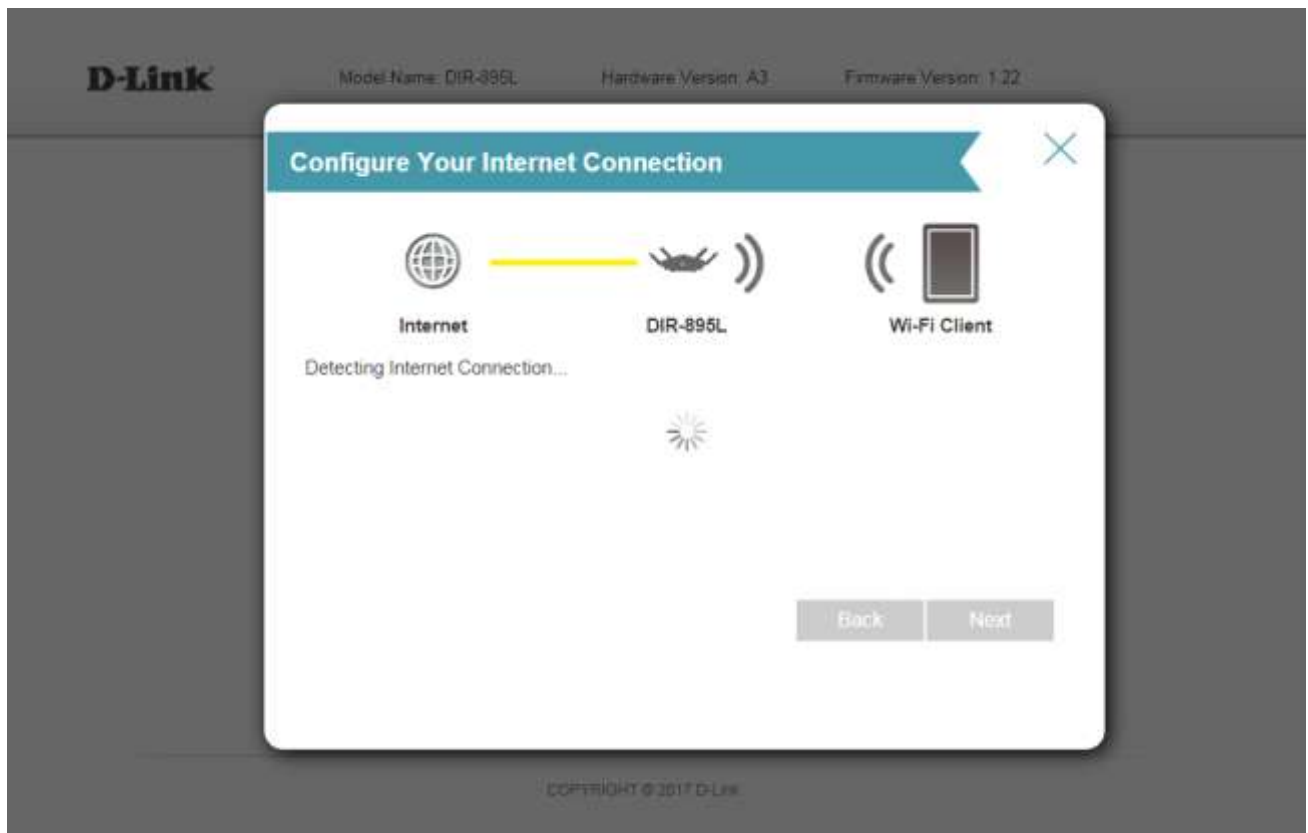 D-Link Model Name: DIR-895L Hardware Version: A3 Firmware Version: 1.22
Configure Your Internet Connection
Internet DIR-895L Wi-Fi Client
Detecting Internet Connection...
Back Next
COPYRIGHT © 2017 D-Link